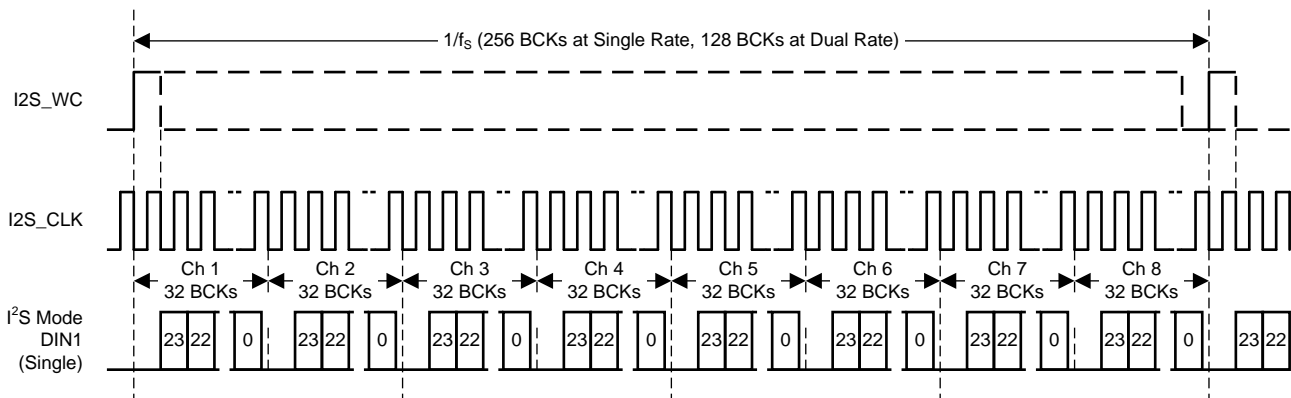 1/fS (256 BCKs at Single Rate, 128 BCKs at Dual Rate)
I2S_WC
I2S_CLK
Ch 1 Ch 2 Ch 3 Ch 4 Ch 5 Ch 6 Ch 7 Ch 8
32 BCKs 32 BCKs 32 BCKs 32 BCKs 32 BCKs 32 BCKs 32 BCKs 32 BCKs
I²S Mode
DIN1
(Single)
23 22 0 23 22 0 23 22 0 23 22 0 23 22 0 23 22 0 23 22 0 23 22 0 23 22